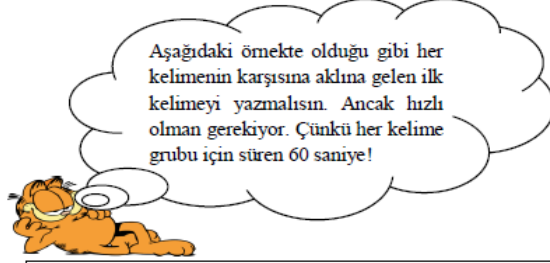 Aşağıdaki örnekte olduğu gibi her
kelimenin karşısına aklına gelen ilk
kelimeyi yazmalısın. Ancak hızlı
olman gerekiyor. Çünkü her kelime
grubu için süren 60 saniye!